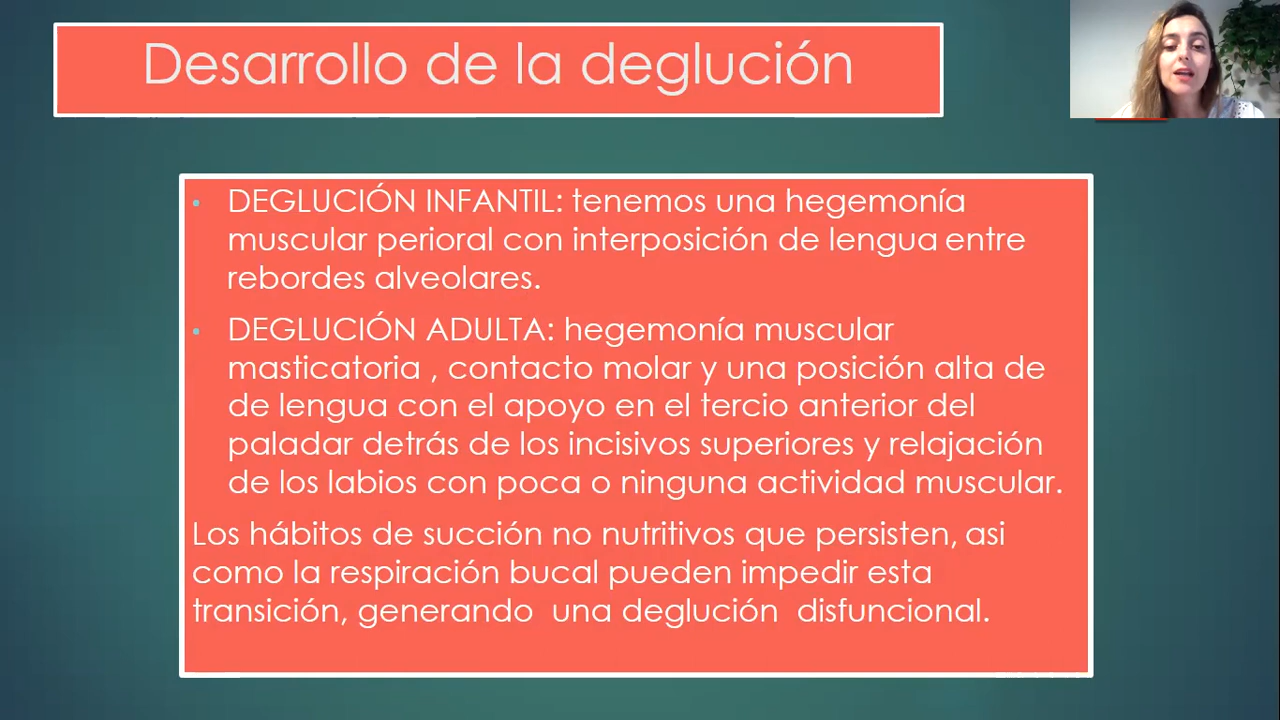 Desarrollo de la deglución
• DEGLUCIÓN INFANTIL: tenemos una hegemonía
muscular perioral con interposición de lengua entre
rebordes alveolares.
• DEGLUCIÓN ADULTA: hegemonía muscular
masticatoria , contacto molar y una posición alta de
de lengua con el apoyo en el tercio anterior del
paladar detrás de los incisivos superiores y relajación
de los labios con poca o ninguna actividad muscular.
Los hábitos de succión no nutritivos que persisten, asi
como la respiración bucal pueden impedir esta
transición, generando una deglución disfuncional.